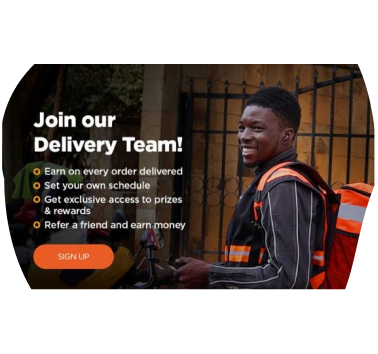 Join our
Delivery Team!
Earn on every order delivered
Set your own schedule
Get exclusive access to prizes
& rewards
Refer a friend and earn money
SIGN UP